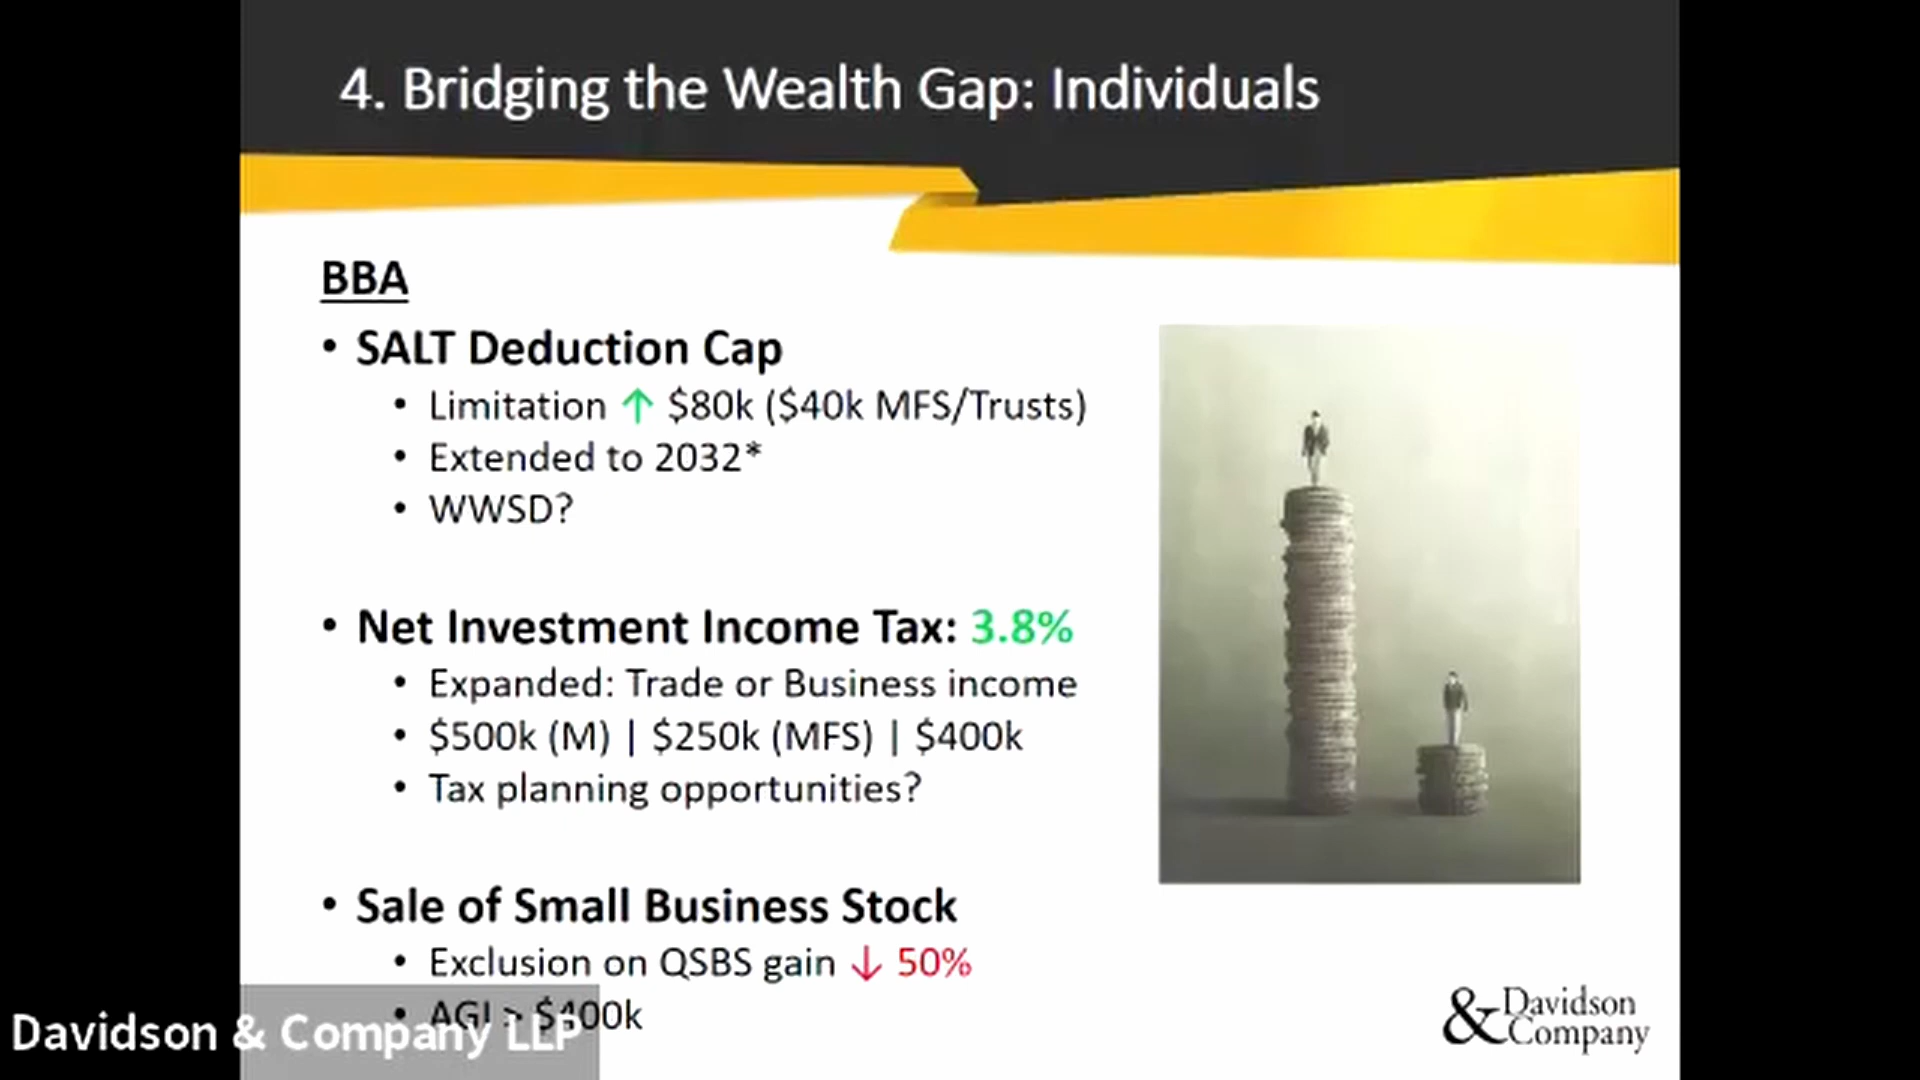 4. Bridging the Wealth Gap: Individuals
BBA
• SALT Deduction Cap
• Limitation ↑ $80k ($40k MFS/Trusts)
• Extended to 2032*
• WWSD?
• Net Investment Income Tax: 3.8%
• Expanded: Trade or Business income
• $500k (M) | $250k (MFS) | $400k
• Tax planning opportunities?
• Sale of Small Business Stock
• Exclusion on QSBS gain ↓ 50%
• AGI > $400k
Davidson & Company LLP
& Davidson
Company